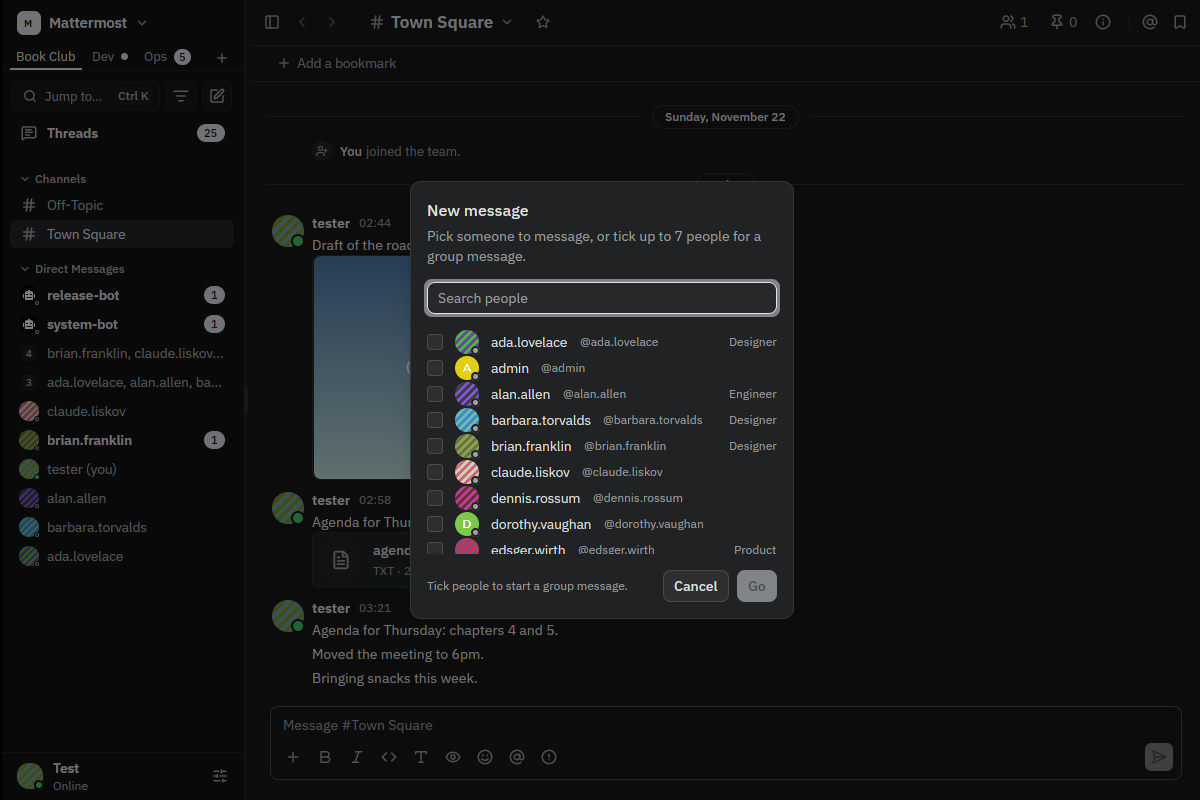 M Mattermost
Book Club Dev Ops 5
Jump to... Ctrl K
Threads 25
Channels
Off-Topic
Town Square
Direct Messages
release-bot 1
system-bot 1
4 brian.franklin, claude.liskov...
3 ada.lovelace, alan.allen, ba...
claude.liskov
brian.franklin 1
tester (you)
alan.allen
barbara.torvalds
ada.lovelace
Test
Online
# Town Square
1 0
Add a bookmark
Sunday, November 22
You joined the team.
tester 02:44
Draft of the road
tester 02:58
Agenda for Thur
agend
TXT · 2
tester 03:21
Agenda for Thursday: chapters 4 and 5.
Moved the meeting to 6pm.
Bringing snacks this week.
Message #Town Square
New message
Pick someone to message, or tick up to 7 people for a
group message.
Search people
ada.lovelace @ada.lovelace Designer
A admin @admin
alan.allen @alan.allen Engineer
barbara.torvalds @barbara.torvalds Designer
brian.franklin @brian.franklin Designer
claude.liskov @claude.liskov
dennis.rossum @dennis.rossum
D dorothy.vaughan @dorothy.vaughan
edsger.wirth @edsger.wirth Product
Tick people to start a group message. Cancel Go